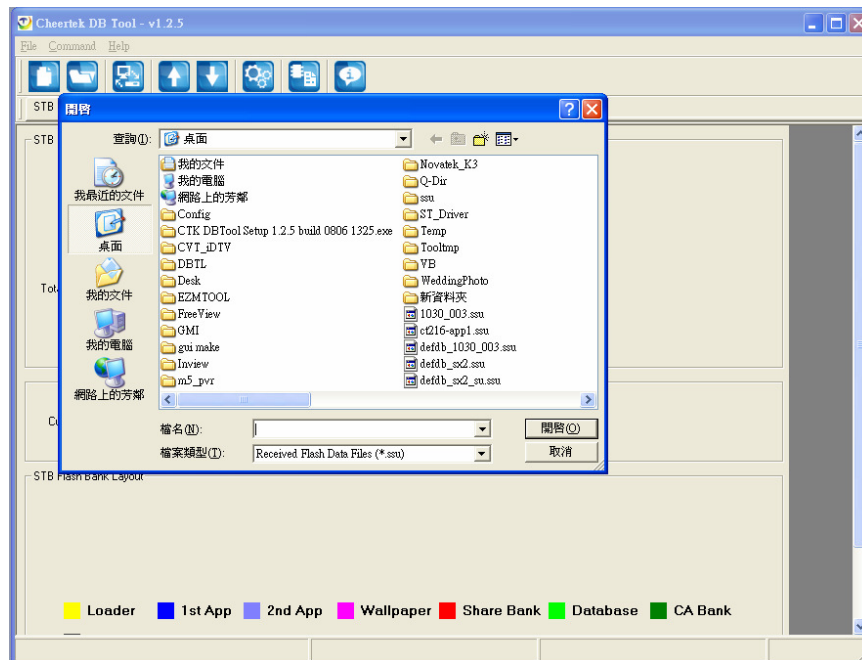 Cheertek DB Tool - v1.2.5
File Command Help
STB
開啓
STB
查詢(I): 桌面
我最近的文件
桌面
我的文件
我的電腦
網路上的芳鄰
我的文件
我的電腦
網路上的芳鄰
Config
CTK DBTool Setup 1.2.5 build 0806 1325.exe
CVT_iDTV
DBTL
Desk
EZMTOOL
FreeView
GMI
gui make
Inview
m5_pvr
Novatek_K3
Q-Dir
ssu
ST_Driver
Temp
Tooltmp
VB
WeddingPhoto
新資料夾
1030_003.ssu
ct216-app1.ssu
defdb_1030_003.ssu
defdb_sx2.ssu
defdb_sx2_su.ssu
Tota
Cu
檔名(N): 開啓(O)
檔案類型(T): Received Flash Data Files (*.ssu) 取消
STB Flash Bank Layout
Loader 1st App 2nd App Wallpaper Share Bank Database CA Bank